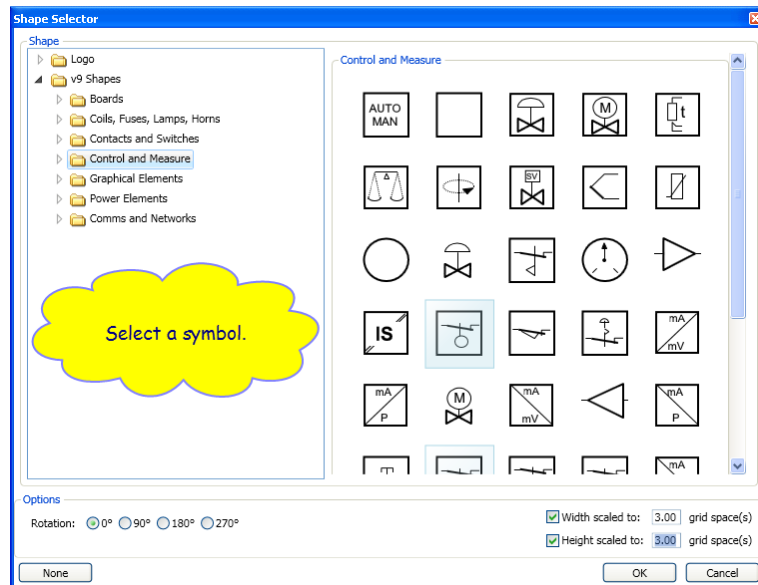 Shape Selector
Shape
Logo
v9 Shapes
Boards
Coils, Fuses, Lamps, Horns
Contacts and Switches
Control and Measure
Graphical Elements
Power Elements
Comms and Networks
Select a symbol.
Control and Measure
AUTO
MAN
M
t
SV
IS
mA
mV
mA
P
M
mA
mV
mA
P
T
mA
Options
Rotation: 0° 90° 180° 270°
Width scaled to: 3.00 grid space(s)
Height scaled to: 3.00 grid space(s)
None
OK Cancel